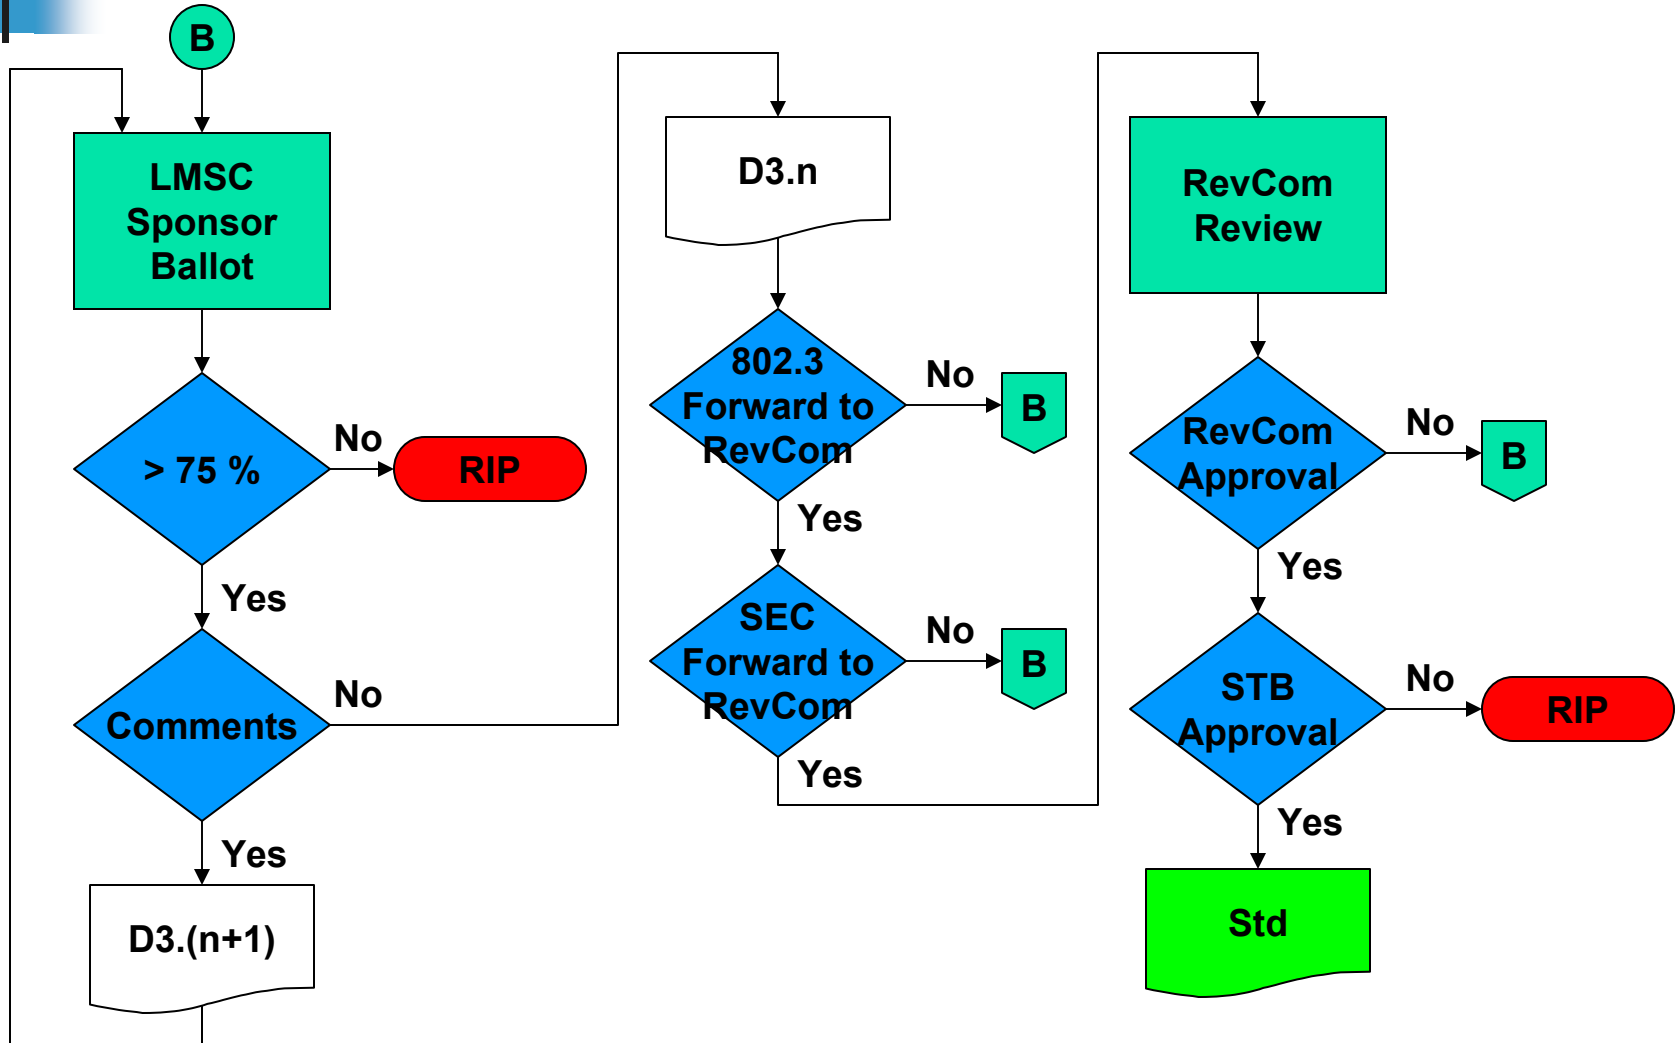 B
LMSC
Sponsor
Ballot
> 75 %
No
RIP
Yes
Comments
No
Yes
D3.(n+1)
D3.n
802.3
Forward to
RevCom
No
B
Yes
SEC
Forward to
RevCom
No
B
Yes
RevCom
Review
RevCom
Approval
No
B
Yes
STB
Approval
No
RIP
Yes
Std